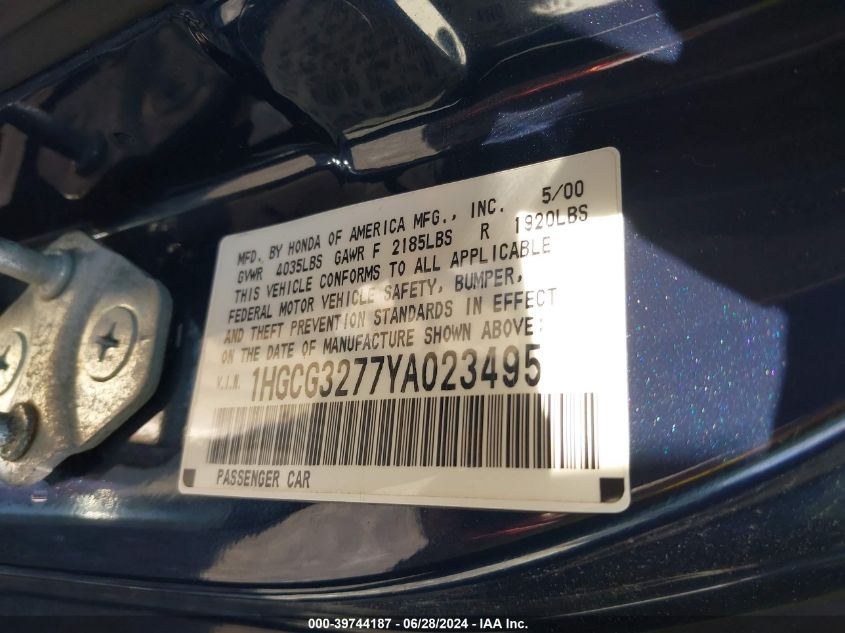 MFD. BY HONDA OF AMERICA MFG., INC. 5/00
GVWR 4035LBS GAWR F 2185LBS R 1920LBS
THIS VEHICLE CONFORMS TO ALL APPLICABLE
FEDERAL MOTOR VEHICLE SAFETY, BUMPER,
AND THEFT PREVENTION STANDARDS IN EFFECT
ON THE DATE OF MANUFACTURE SHOWN ABOVE:
V.I.N. 1HGCG3277YA023495
PASSENGER CAR
000-39744187 - 06/28/2024 - IAA Inc.